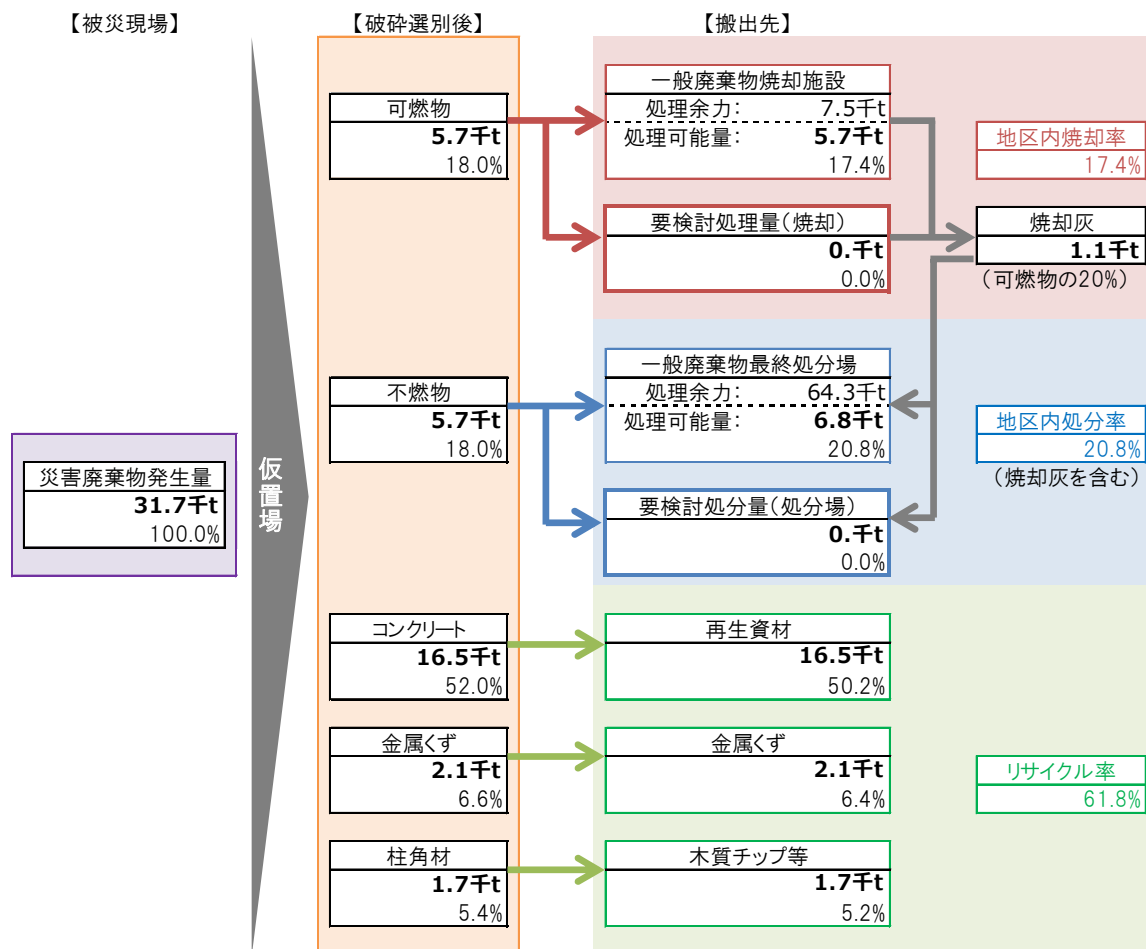 【被災現場】
【破砕選別後】
【搬出先】
災害廃棄物発生量
31.7千t
100.0%
仮置場
可燃物
5.7千t
18.0%
不燃物
5.7千t
18.0%
コンクリート
16.5千t
52.0%
金属くず
2.1千t
6.6%
柱角材
1.7千t
5.4%
一般廃棄物焼却施設
処理余力： 7.5千t
処理可能量： 5.7千t
17.4%
要検討処理量（焼却）
0.千t
0.0%
一般廃棄物最終処分場
処理余力： 64.3千t
処理可能量： 6.8千t
20.8%
要検討処分量（処分場）
0.千t
0.0%
再生資材
16.5千t
50.2%
金属くず
2.1千t
6.4%
木質チップ等
1.7千t
5.2%
地区内焼却率
17.4%
焼却灰
1.1千t
（可燃物の20%）
地区内処分率
20.8%
（焼却灰を含む）
リサイクル率
61.8%